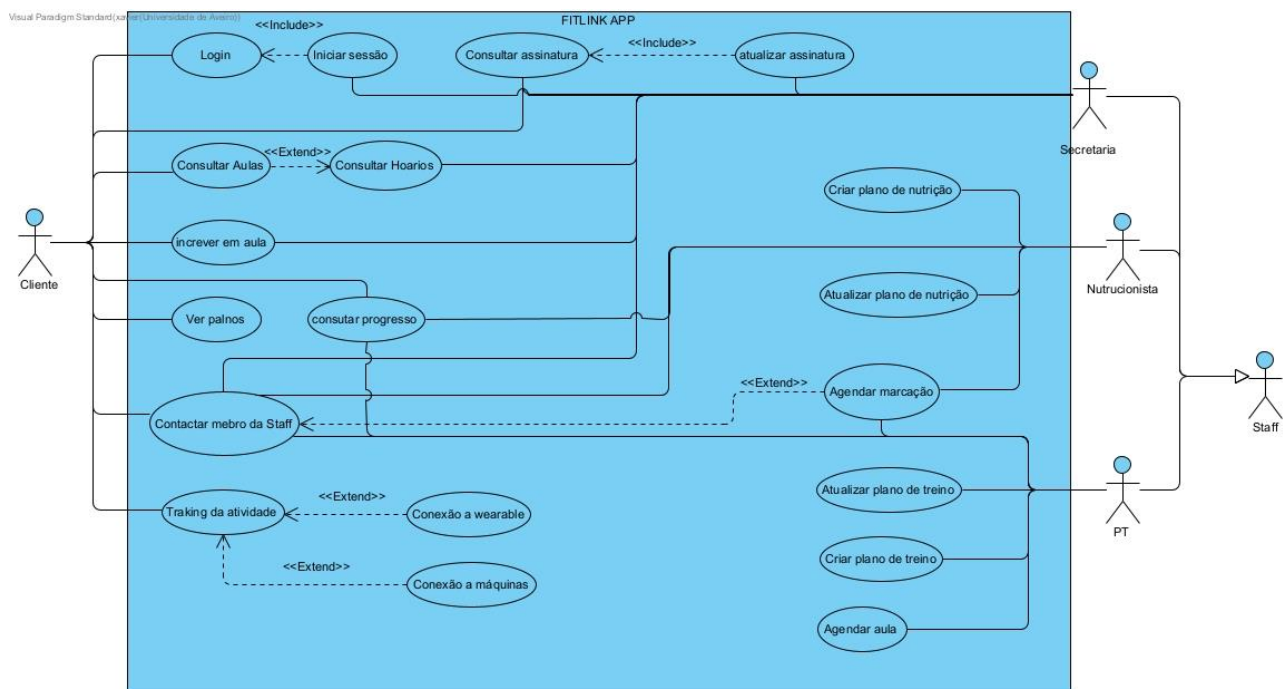 Visual Paradigm Standard(xavier(Universidade de Aveiro))
FITLINK APP
<<Include>>
Login
Iniciar sessão
Consultar assinatura
<<Include>>
atualizar assinatura
Secretaria
Consultar Aulas
<<Extend>>
Consultar Hoarios
Criar plano de nutrição
Cliente
increver em aula
Nutrucionista
Atualizar plano de nutrição
Ver palnos
consutar progresso
<<Extend>>
Agendar marcação
Contactar mebro da Staff
Staff
Traking da atividade
<<Extend>>
Conexão a wearable
Atualizar plano de treino
PT
<<Extend>>
Conexão a máquinas
Criar plano de treino
Agendar aula